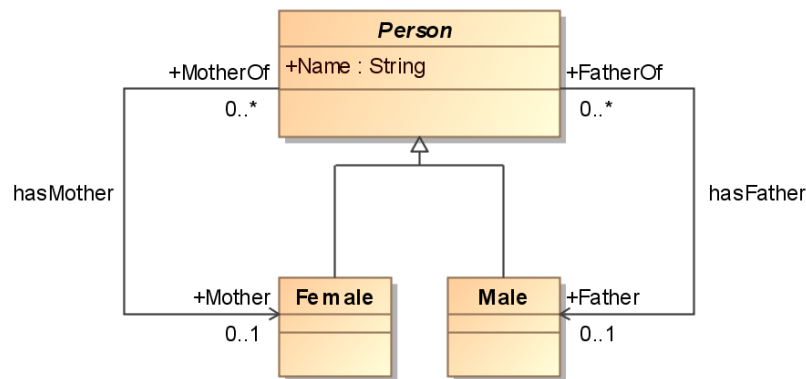 Person
+Name : String
+MotherOf
0..*
+FatherOf
0..*
hasMother
hasFather
+Mother
0..1
Female
Male
+Father
0..1